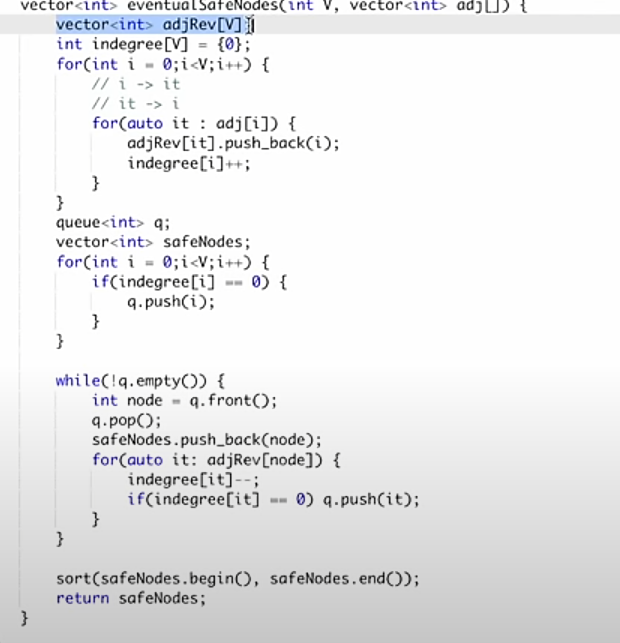 vector<int> eventualSafeNodes(int V, vector<int> adj[]) {
vector<int> adjRev[V];
int indegree[V] = {0};
for(int i = 0;i<V;i++) {
// i -> it
// it -> i
for(auto it : adj[i]) {
adjRev[it].push_back(i);
indegree[i]++;
}
}
queue<int> q;
vector<int> safeNodes;
for(int i = 0;i<V;i++) {
if(indegree[i] == 0) {
q.push(i);
}
}
while(!q.empty()) {
int node = q.front();
q.pop();
safeNodes.push_back(node);
for(auto it: adjRev[node]) {
indegree[it]--;
if(indegree[it] == 0) q.push(it);
}
}
sort(safeNodes.begin(), safeNodes.end());
return safeNodes;
}